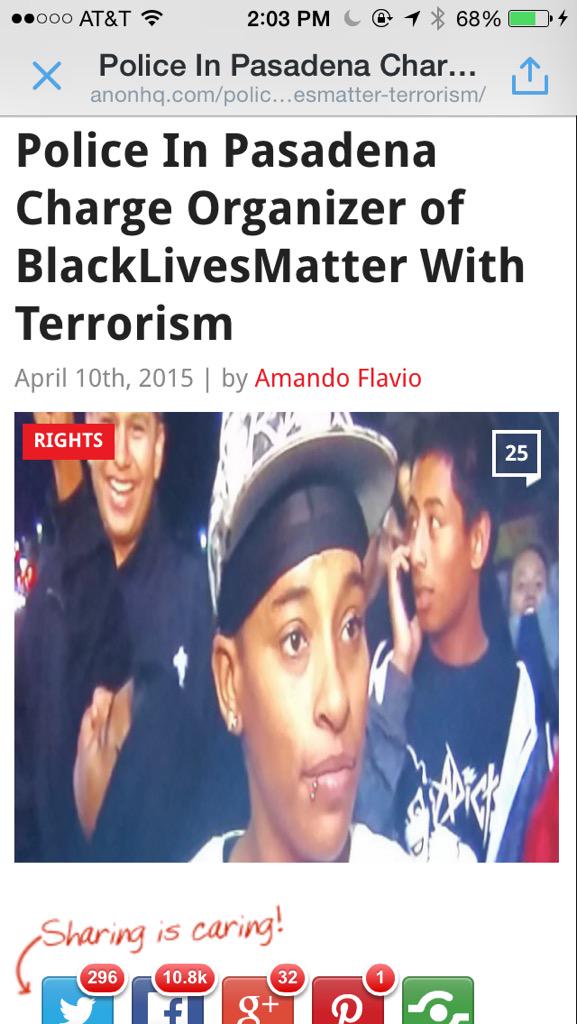 AT&T 2:03 PM 68%
Police In Pasadena Char...
anonhq.com/polic...esmatter-terrorism/
Police In Pasadena
Charge Organizer of
BlackLivesMatter With
Terrorism
April 10th, 2015 | by Amando Flavio
RIGHTS
25
Sharing is caring!
296 10.8k 32 1
g+